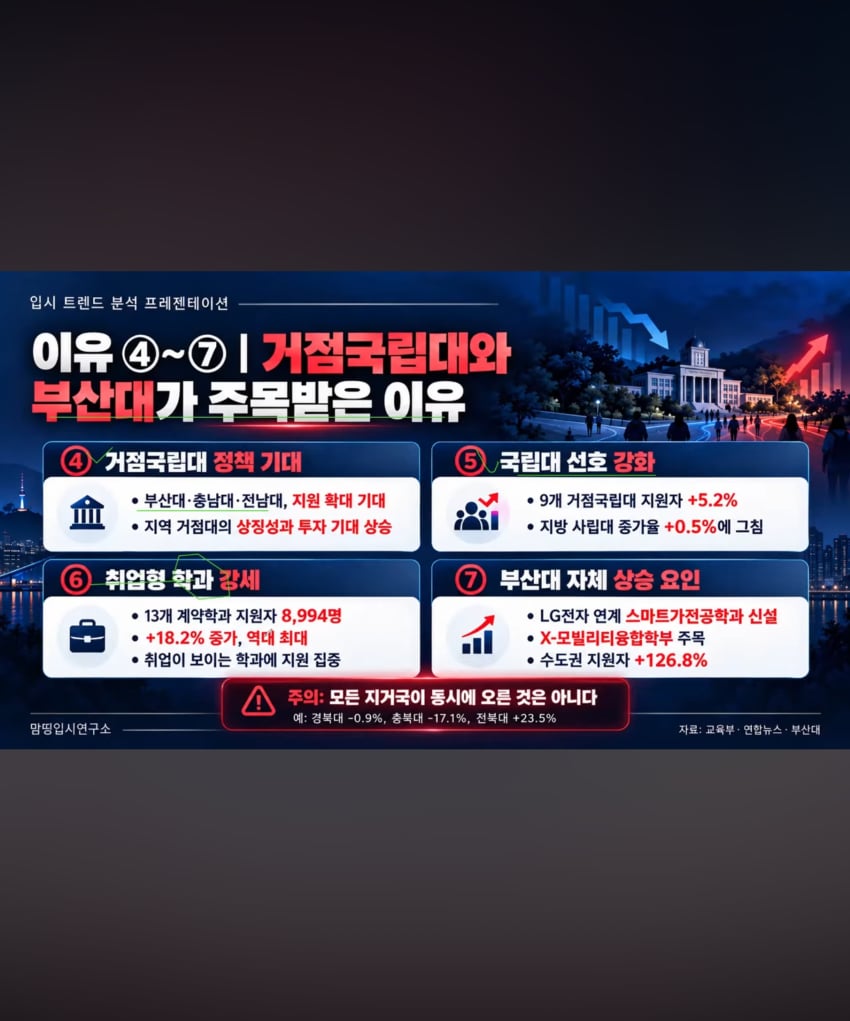 입시 트렌드 분석 프레젠테이션
이유 ④~⑦ | 거점국립대와
부산대가 주목받은 이유
④ 거점국립대 정책 기대
• 부산대·충남대·전남대, 지원 확대 기대
• 지역 거점대의 상징성과 투자 기대 상승
⑤ 국립대 선호 강화
• 9개 거점국립대 지원자 +5.2%
• 지방 사립대 증가율 +0.5%에 그침
⑥ 취업형 학과 강세
• 13개 계약학과 지원자 8,994명
• +18.2% 증가, 역대 최대
• 취업이 보이는 학과에 지원 집중
⑦ 부산대 자체 상승 요인
• LG전자 연계 스마트가전공학과 신설
• X-모빌리티융합학부 주목
• 수도권 지원자 +126.8%
주의: 모든 지거국이 동시에 오른 것은 아니다
예: 경북대 -0.9%, 충북대 -17.1%, 전북대 +23.5%
맘띵입시연구소
자료: 교육부 · 연합뉴스 · 부산대